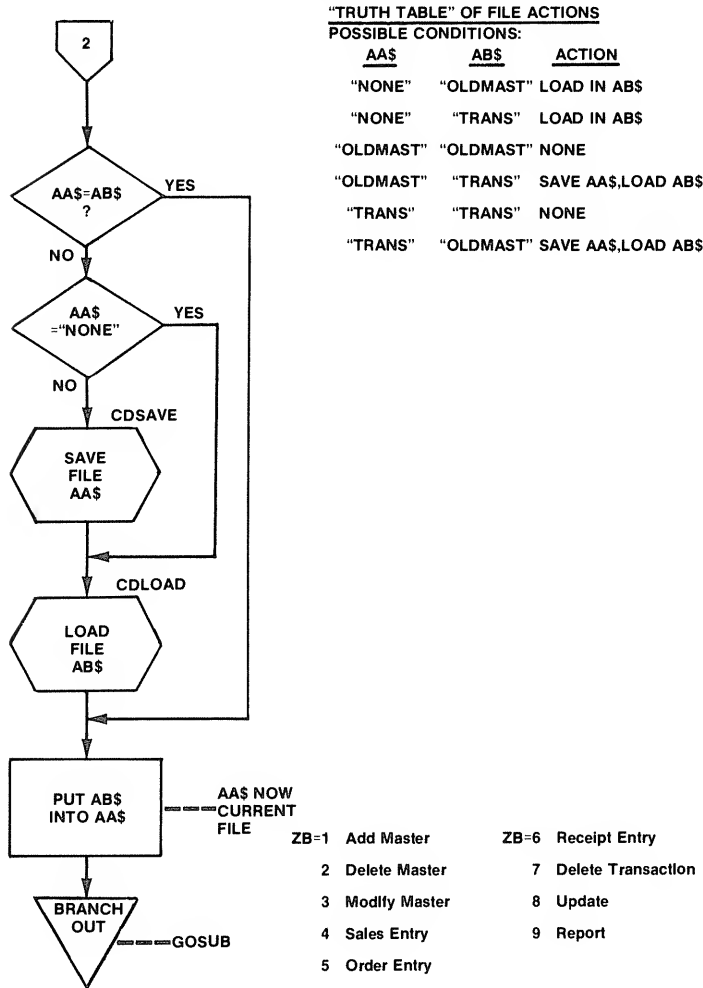 2
AA$=AB$
?
YES
NO
AA$
="NONE"
YES
NO
CDSAVE
SAVE
FILE
AA$
CDLOAD
LOAD
FILE
AB$
PUT AB$
INTO AA$
AA$ NOW
CURRENT
FILE
BRANCH
OUT
GOSUB
"TRUTH TABLE" OF FILE ACTIONS
POSSIBLE CONDITIONS:
AA$ AB$ ACTION
"NONE" "OLDMAST" LOAD IN AB$
"NONE" "TRANS" LOAD IN AB$
"OLDMAST" "OLDMAST" NONE
"OLDMAST" "TRANS" SAVE AA$,LOAD AB$
"TRANS" "TRANS" NONE
"TRANS" "OLDMAST" SAVE AA$,LOAD AB$
ZB=1 Add Master
2 Delete Master
3 Modify Master
4 Sales Entry
5 Order Entry
ZB=6 Receipt Entry
7 Delete Transaction
8 Update
9 Report